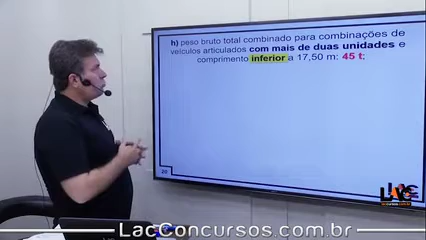 h) peso bruto total combinado para combinações de
veículos articulados com mais de duas unidades e
comprimento inferior a 17,50 m: 45 t;
20
LAC
LacConcursos.com.br